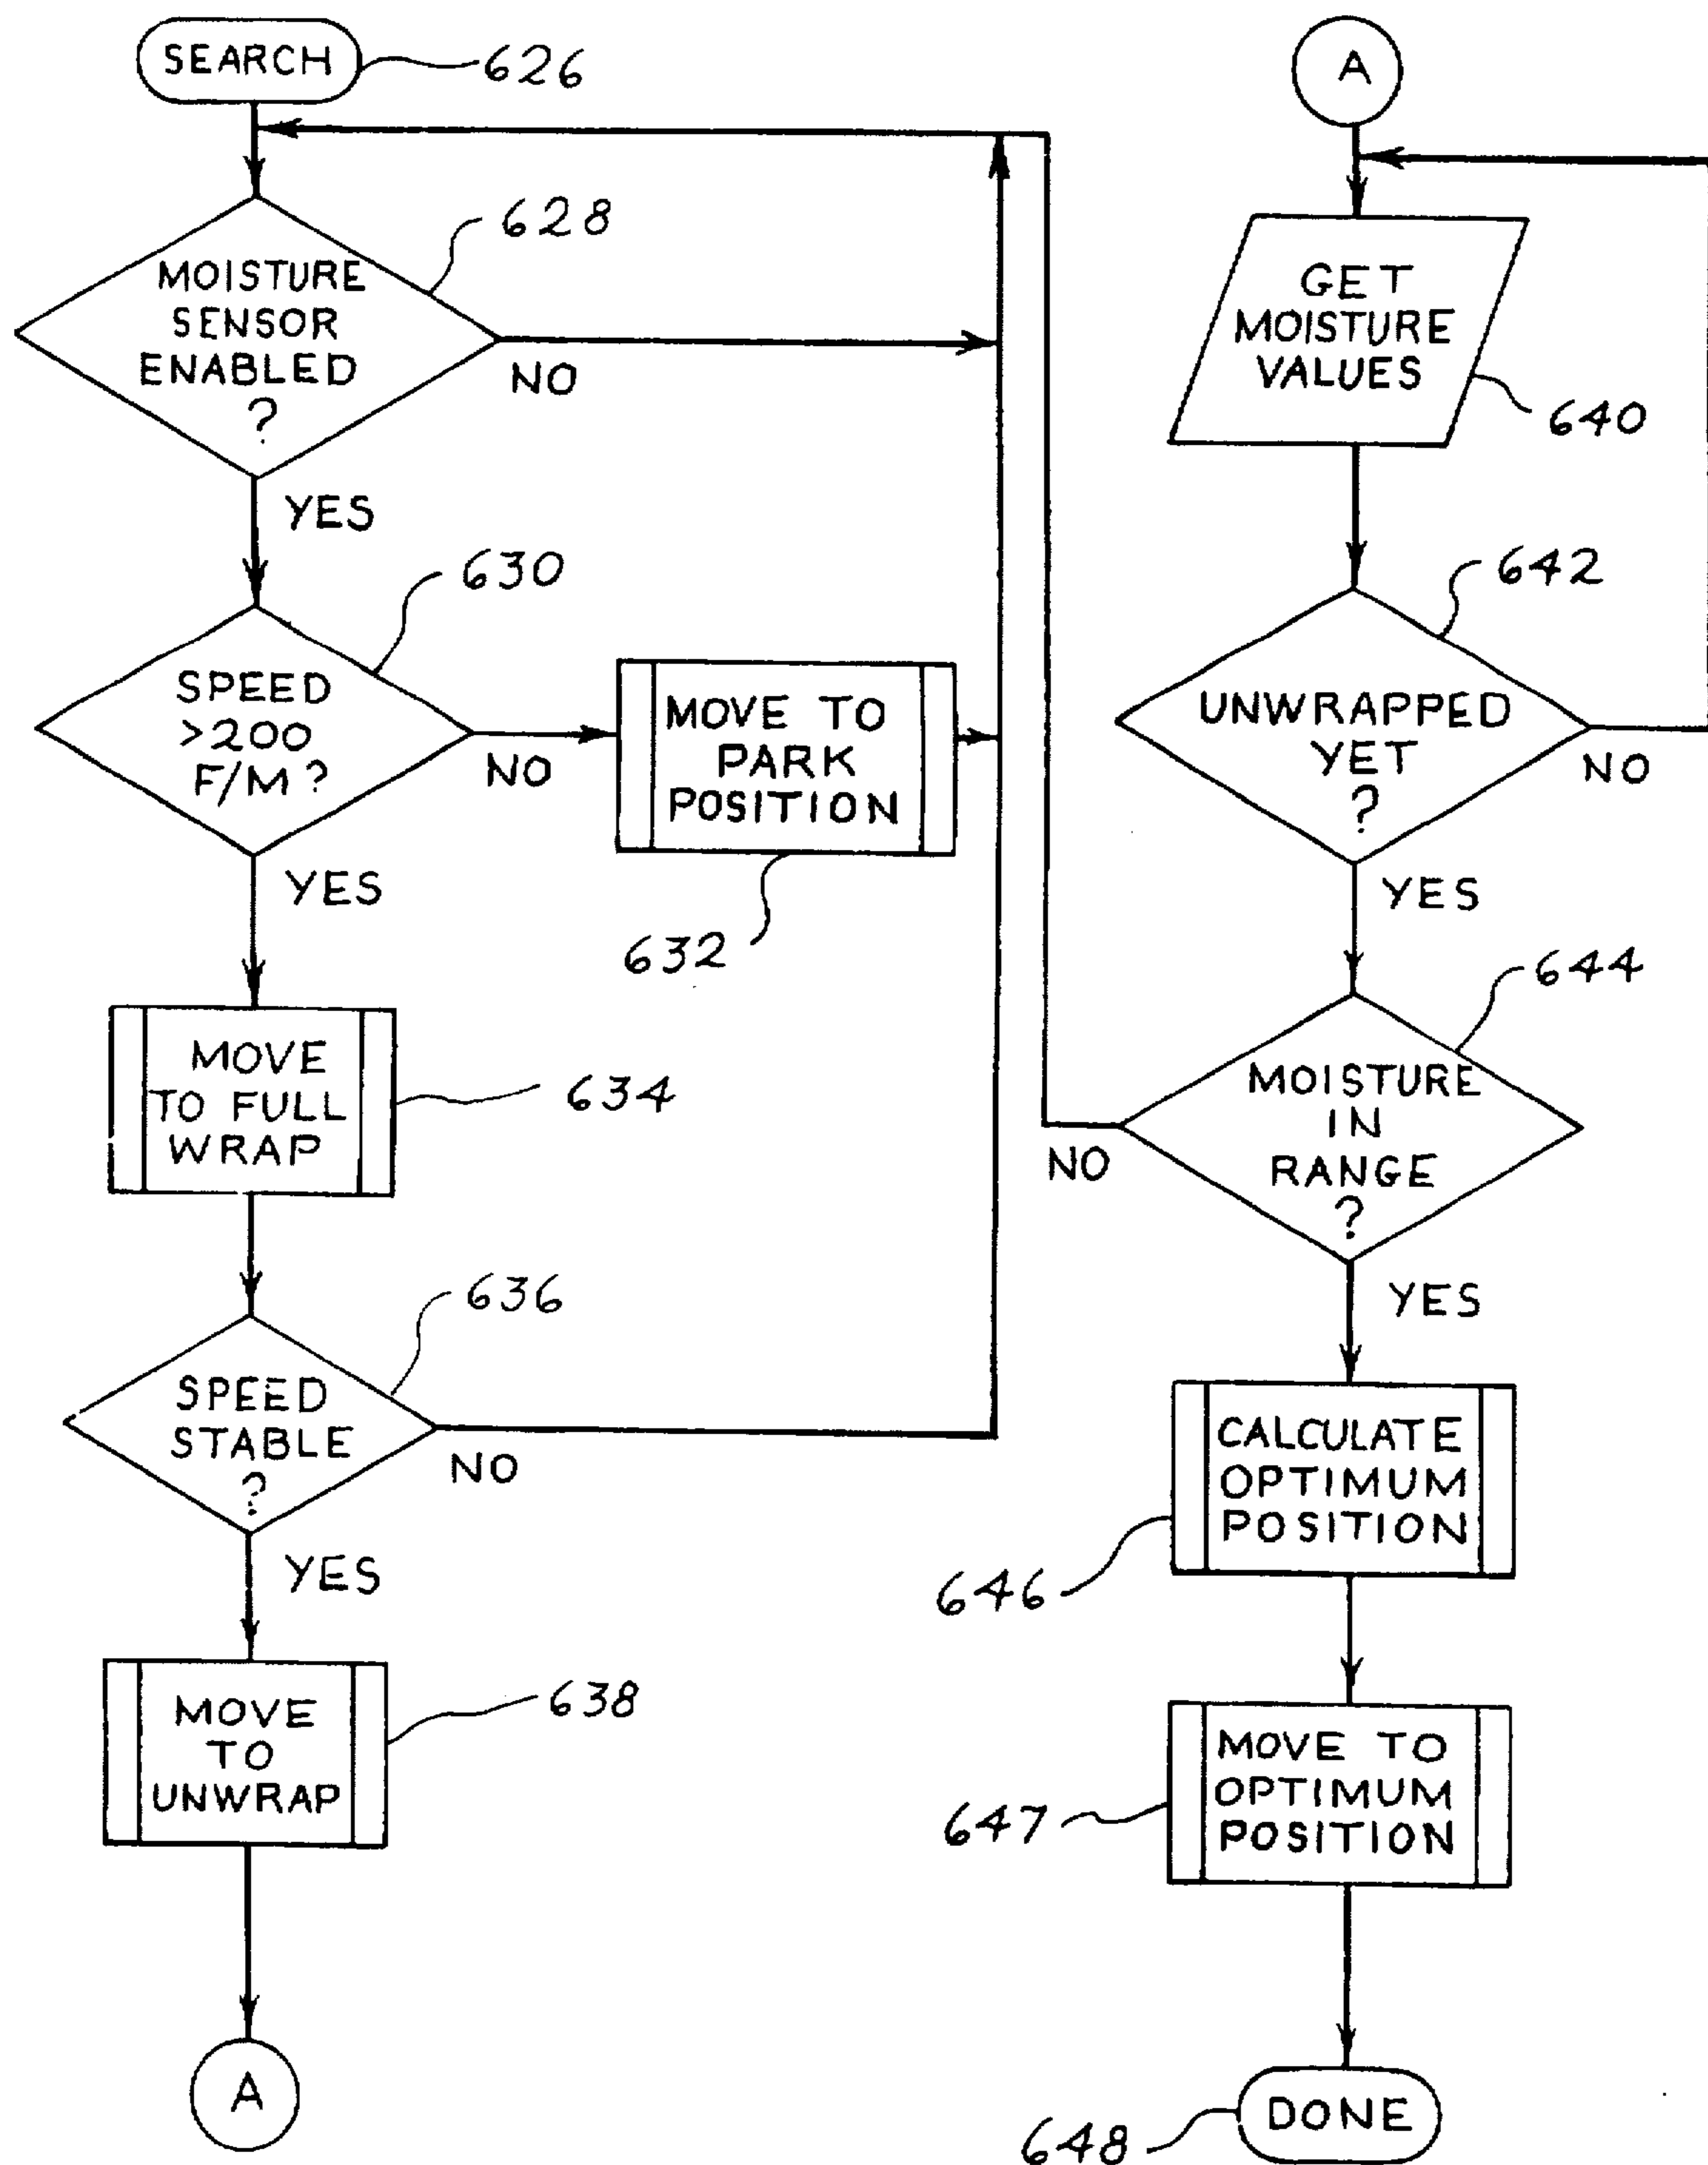 SEARCH
626
MOISTURE
SENSOR
ENABLED
?
628
NO
YES
SPEED
>200
F/M?
630
NO
MOVE TO
PARK
POSITION
632
YES
MOVE
TO FULL
WRAP
634
SPEED
STABLE
?
636
NO
YES
MOVE
TO
UNWRAP
638
A
A
GET
MOISTURE
VALUES
640
UNWRAPPED
YET
?
642
NO
YES
MOISTURE
IN
RANGE
?
644
NO
YES
CALCULATE
OPTIMUM
POSITION
646
MOVE TO
OPTIMUM
POSITION
647
DONE
648